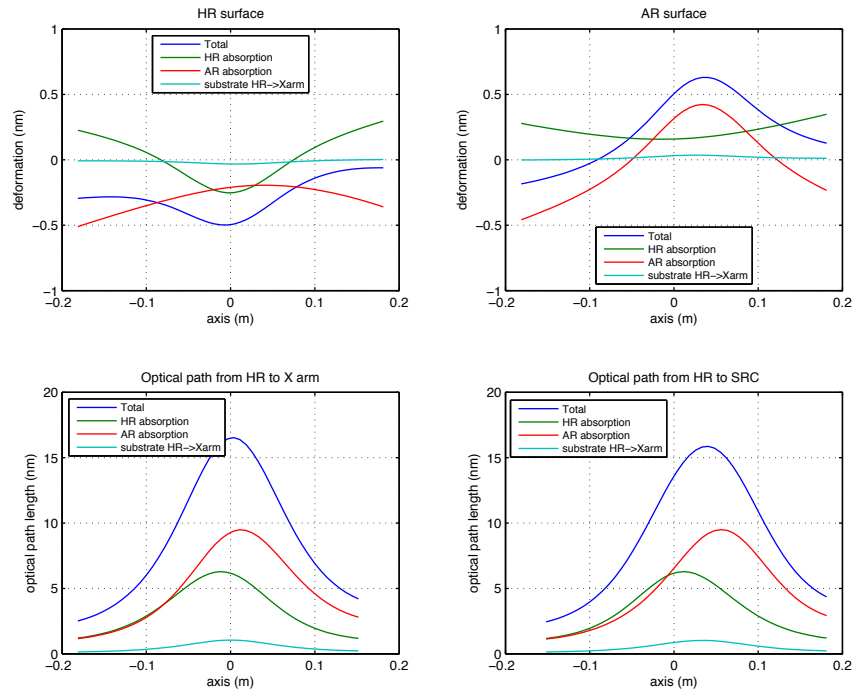 HR surface
Total
HR absorption
AR absorption
substrate HR->Xarm
deformation (nm)
1
0.5
0
−0.5
−1
−0.2
−0.1
0
0.1
0.2
axis (m)
AR surface
Total
HR absorption
AR absorption
substrate HR->Xarm
deformation (nm)
1
0.5
0
−0.5
−1
−0.2
−0.1
0
0.1
0.2
axis (m)
Optical path from HR to X arm
Total
HR absorption
AR absorption
substrate HR->Xarm
optical path length (nm)
20
15
10
5
0
−0.2
−0.1
0
0.1
0.2
axis (m)
Optical path from HR to SRC
Total
HR absorption
AR absorption
substrate HR->Xarm
optical path length (nm)
20
15
10
5
0
−0.2
−0.1
0
0.1
0.2
axis (m)